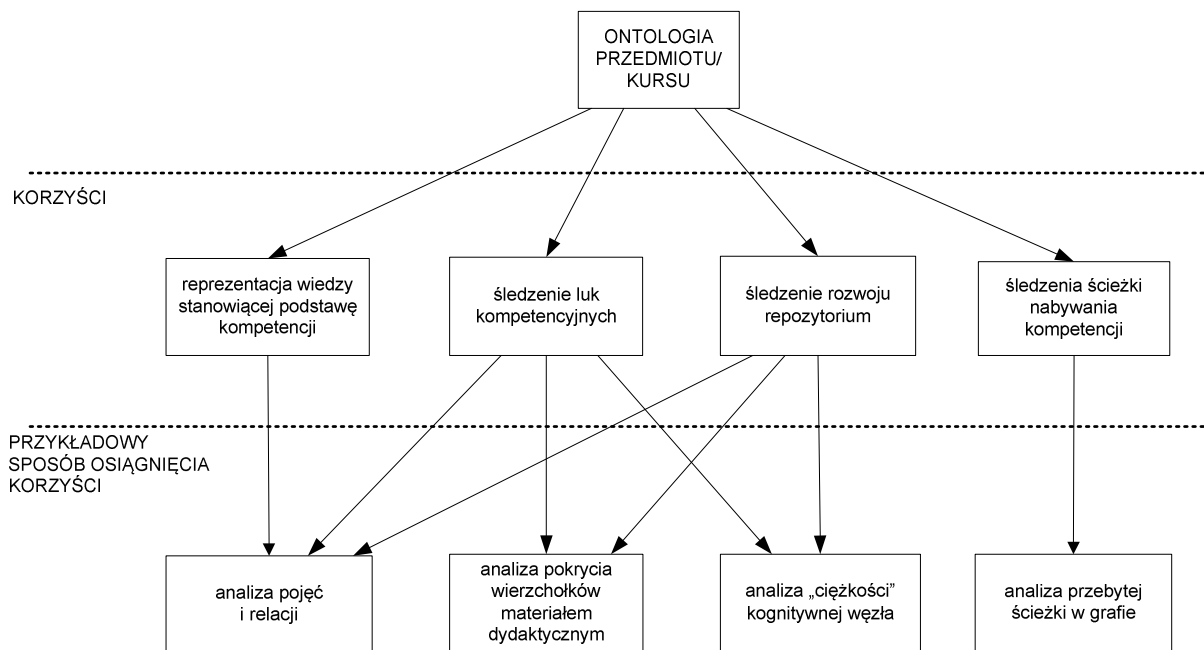 ONTOLOGIA
PRZEDMIOTU/
KURSU
KORZYŚCI
reprezentacja wiedzy
stanowiącej podstawę
kompetencji
śledzenie luk
kompetencyjnych
śledzenie rozwoju
repozytorium
śledzenia ścieżki
nabywania
kompetencji
PRZYKŁADOWY
SPOSÓB OSIĄGNIĘCIA
KORZYŚCI
analiza pojęć
i relacji
analiza pokrycia
wierzchołków
materiałem
dydaktycznym
analiza „ciężkości”
kognitywnej węzła
analiza przebytej
ścieżki w grafie